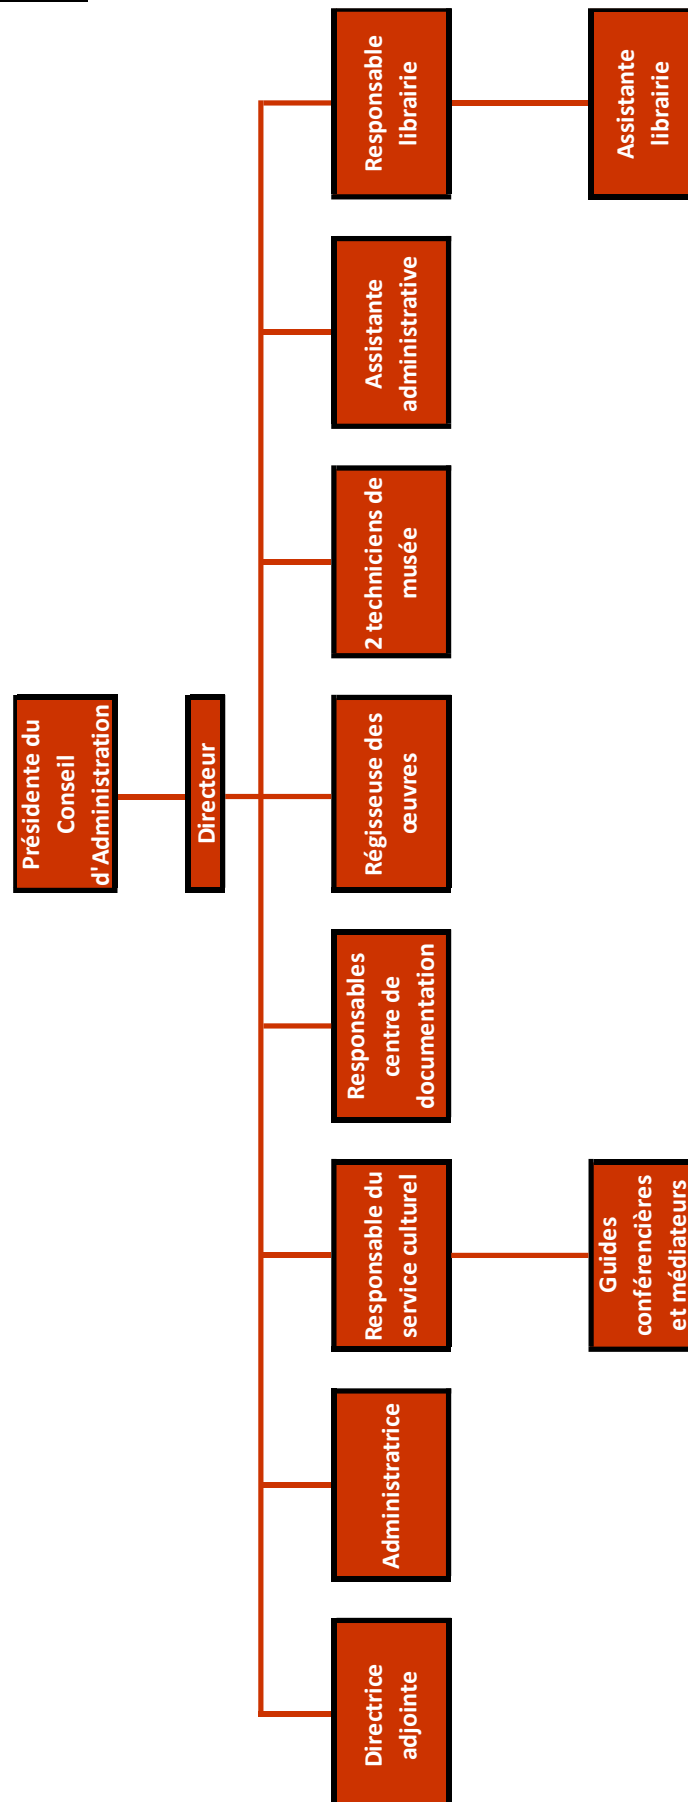 Présidente du
Conseil
d'Administration
Directeur
Directrice
adjointe
Administratrice
Responsable du
service culturel
Responsables
centre de
documentation
Régisseuse des
œuvres
2 techniciens de
musée
Assistante
administrative
Responsable
librairie
Guides
conférencières
et médiateurs
Assistante
librairie